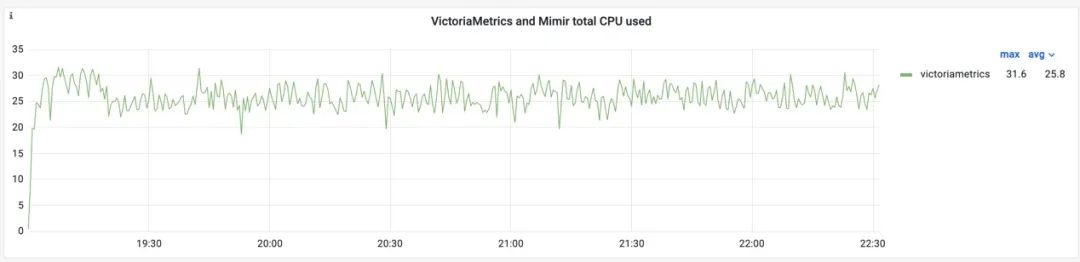 i
VictoriaMetrics and Mimir total CPU used
35
30
25
20
15
10
5
0
19:30 20:00 20:30 21:00 21:30 22:00 22:30
max avg
victoriametrics 31.6 25.8